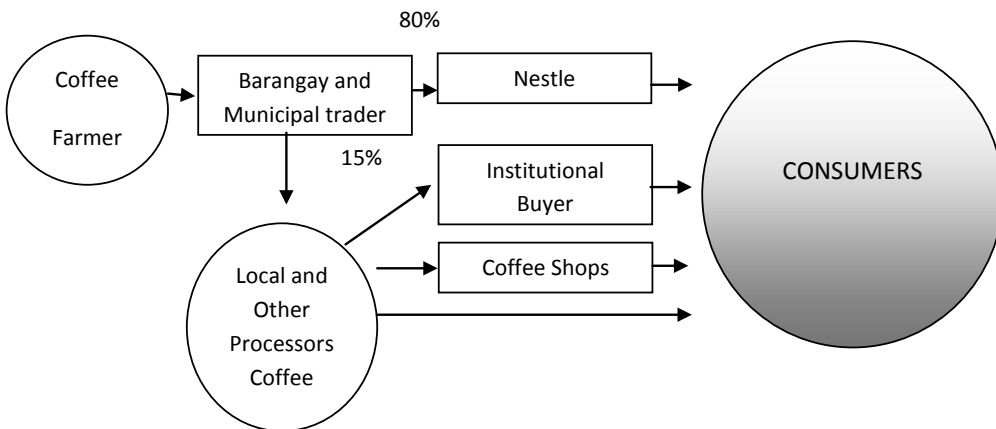 80%
Coffee
Farmer
Barangay and
Municipal trader
Nestle
15%
Institutional
Buyer
CONSUMERS
Coffee Shops
Local and
Other
Processors
Coffee